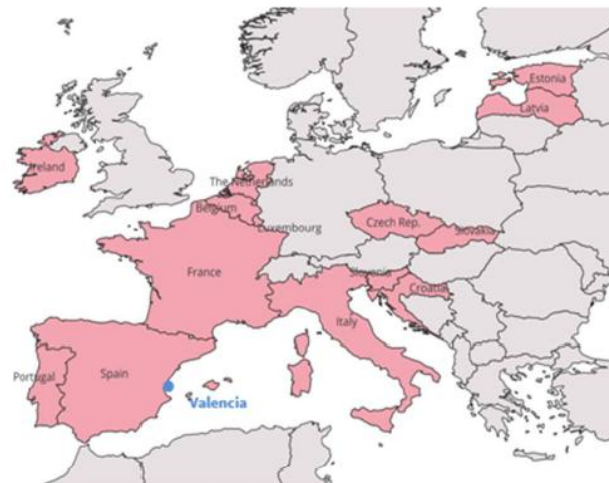 Estonia
Latvia
Ireland
The Netherlands
Belgium
Luxembourg
Czech Rep.
Slovakia
France
Slovenia
Croatia
Italy
Portugal
Spain
Valencia